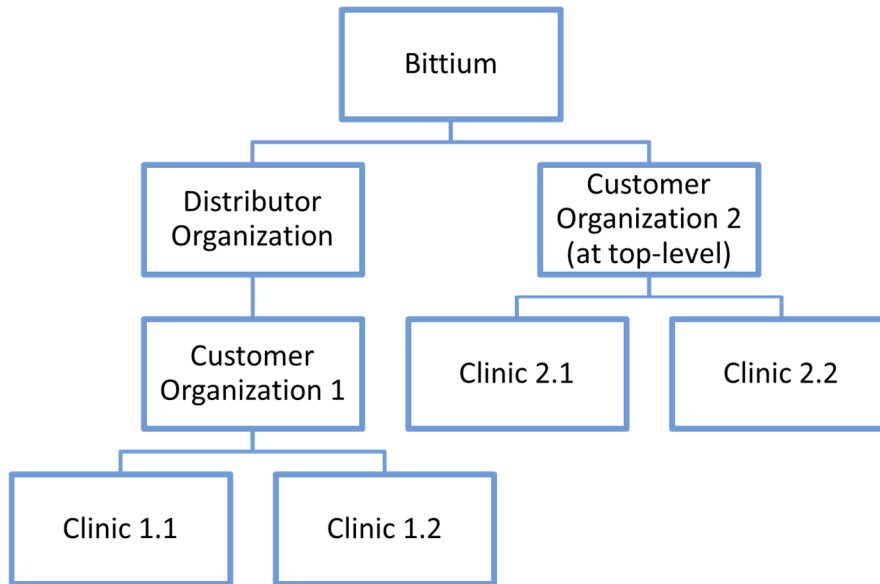 Bittium
Distributor
Organization
Customer
Organization 2
(at top-level)
Customer
Organization 1
Clinic 2.1
Clinic 2.2
Clinic 1.1
Clinic 1.2